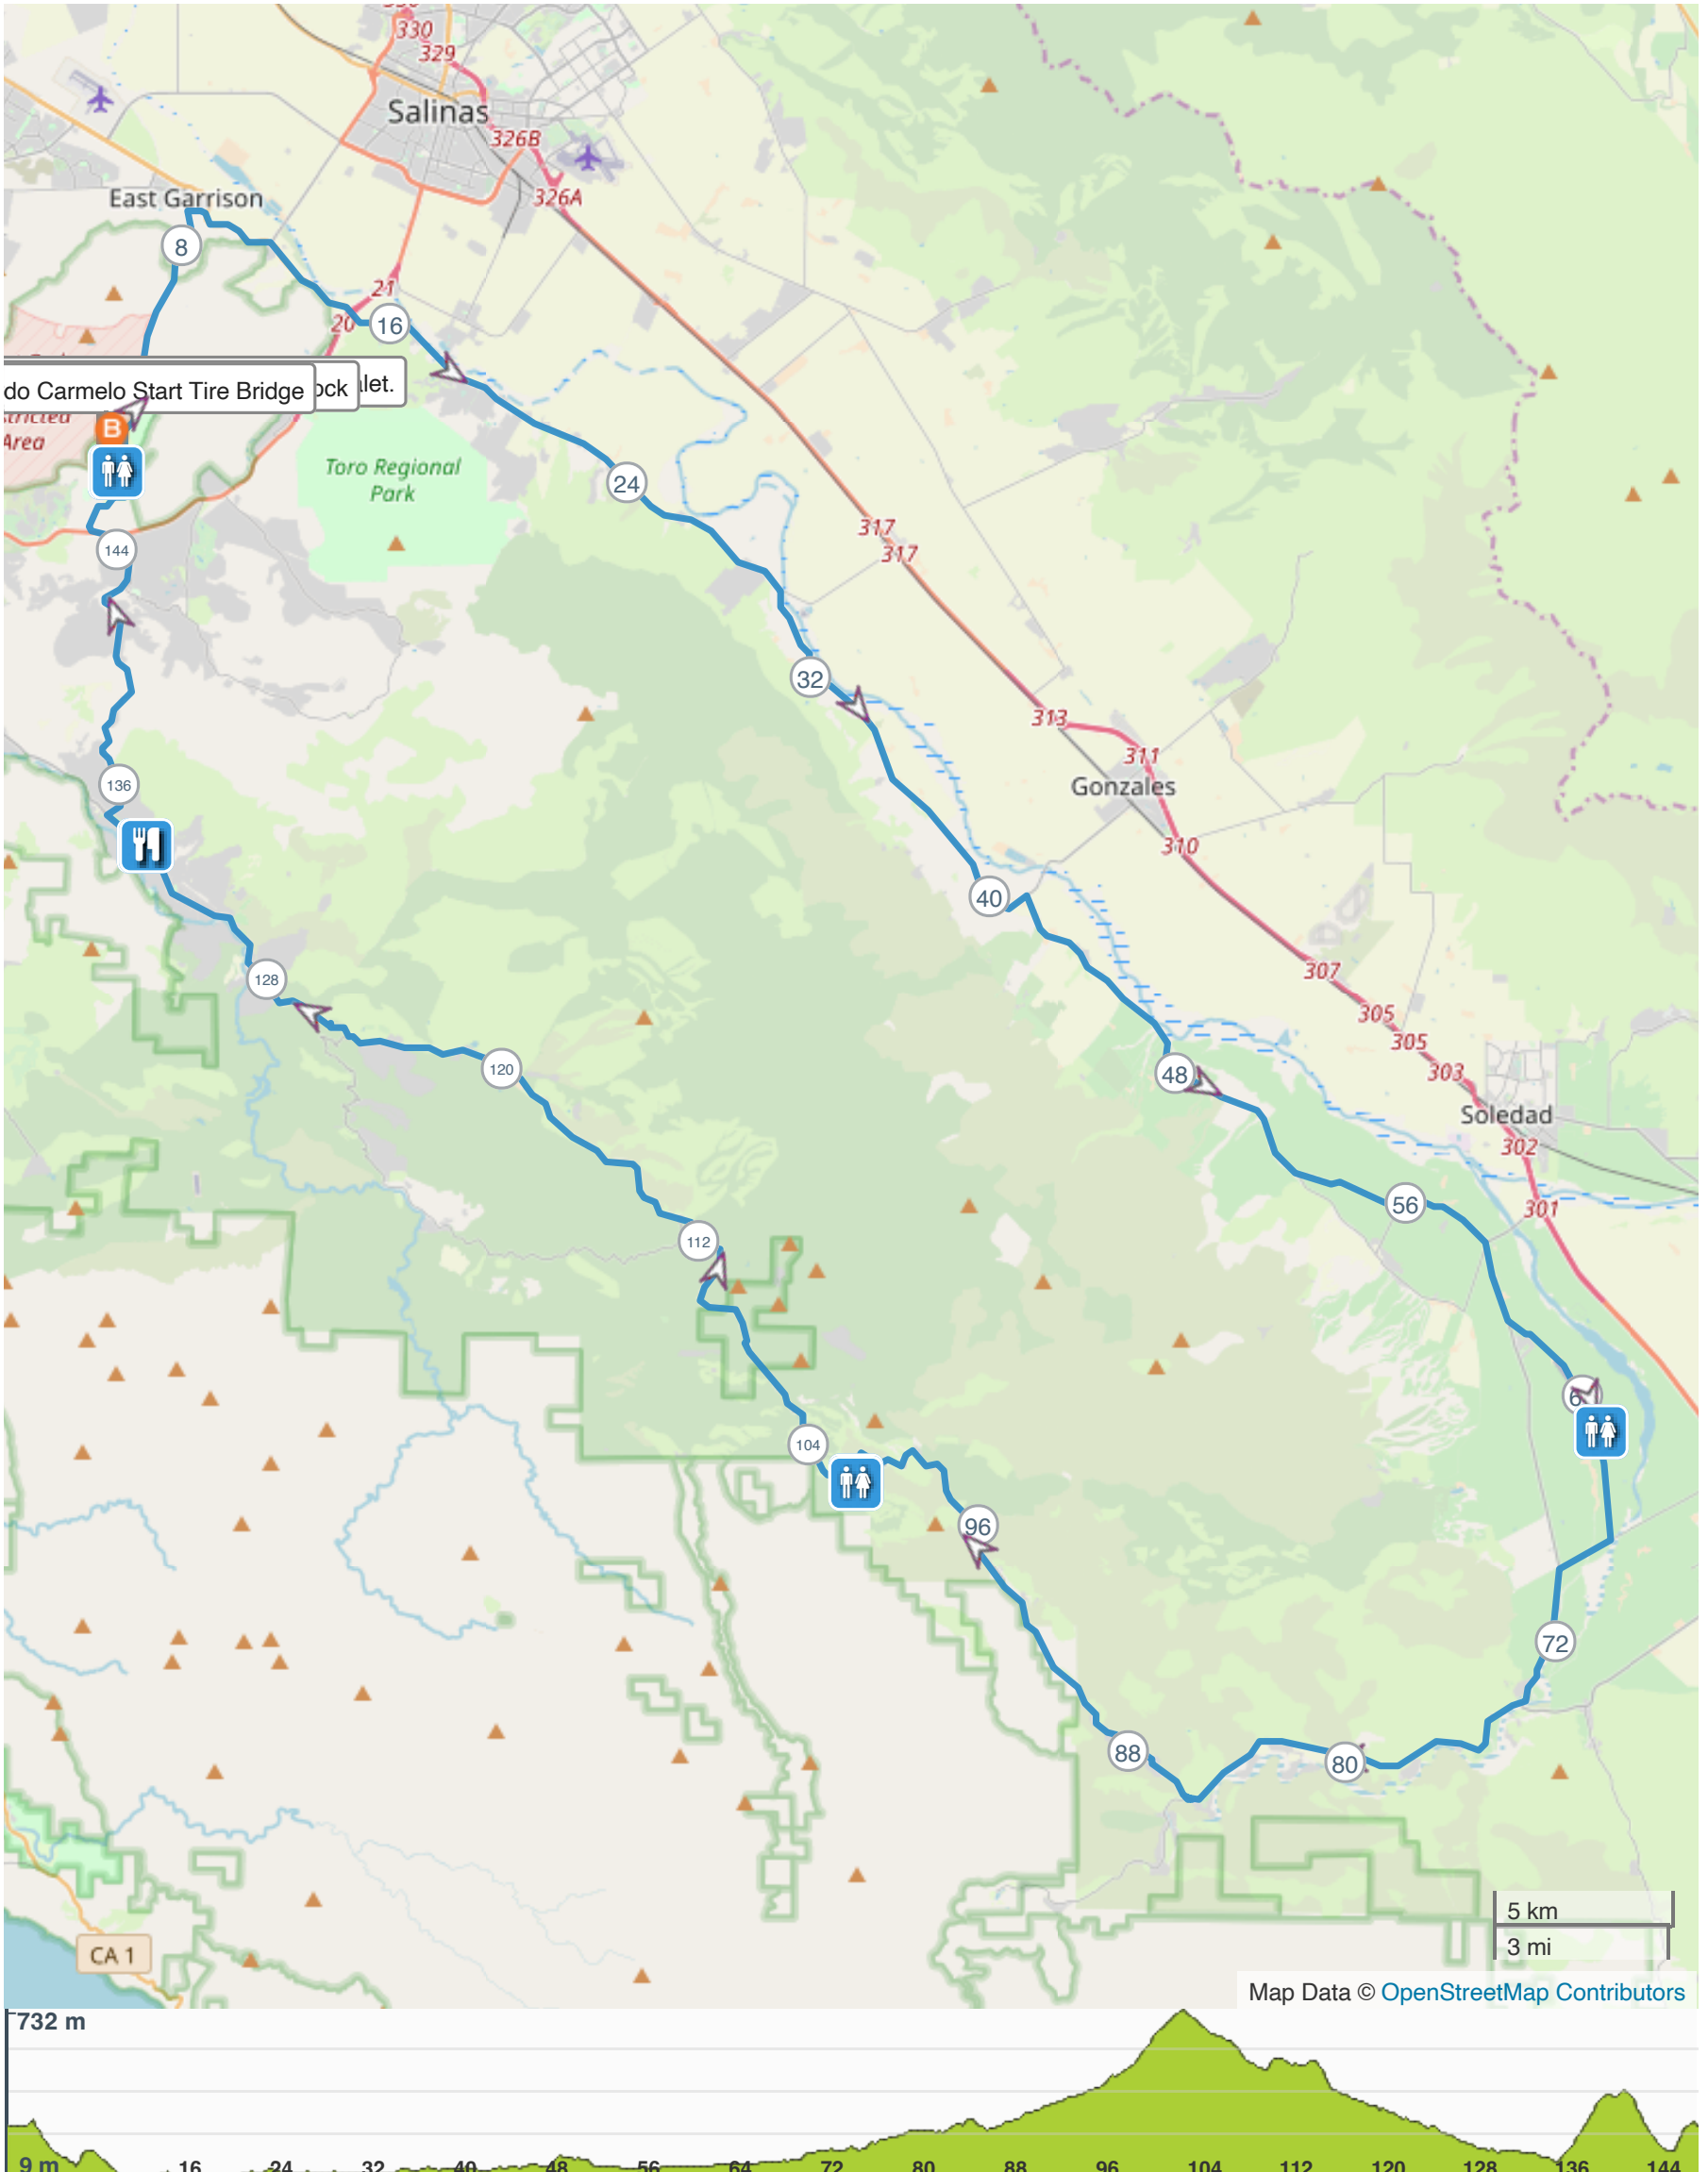 330
329
Salinas
326B
326A
East Garrison
8
21
20
16
do Carmelo Start Tire Bridge
ock
alet.
B
Area
Toro Regional
Park
24
144
317
317
32
313
311
Gonzales
136
310
40
307
128
305
305
303
48
120
Soledad
302
56
301
112
104
96
72
88
80
5 km
3 mi
CA 1
Map Data © OpenStreetMap Contributors
732 m
9 m 16 24 32 40 48 56 64 72 80 88 96 104 112 120 128 136 144